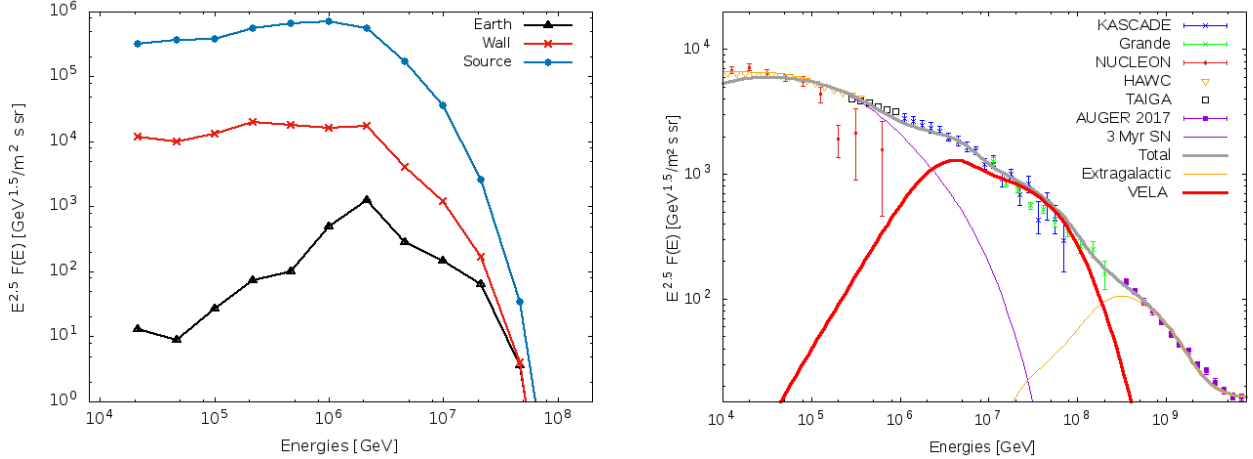 E^2.5 F(E) [GeV^1.5/m^2 s sr]
10^6
10^5
10^4
10^3
10^2
10^1
10^0
Earth
Wall
Source
10^4 10^5 10^6 10^7 10^8
Energies [GeV]
E^2.5 F(E) [GeV^1.5/m² s sr]
10^4
10^3
10^2
KASCADE
Grande
NUCLEON
HAWC
TAIGA
AUGER 2017
3 Myr SN
Total
Extragalactic
VELA
10^4 10^5 10^6 10^7 10^8 10^9
Energies [GeV]